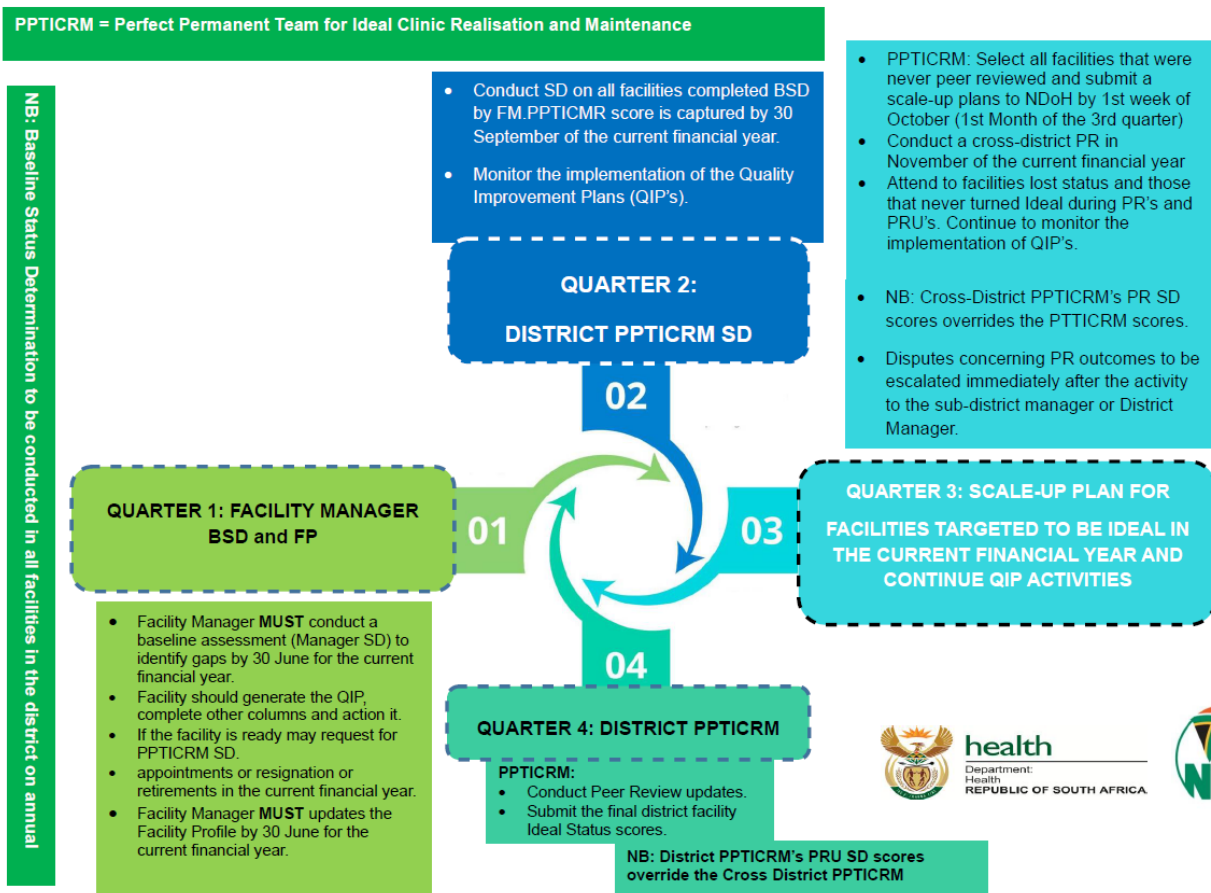 PPTICRM = Perfect Permanent Team for Ideal Clinic Realisation and Maintenance
NB: Baseline Status Determination to be conducted in all facilities in the district on annual
• Conduct SD on all facilities completed BSD
by FM.PPTICMR score is captured by 30
September of the current financial year.
• Monitor the implementation of the Quality
Improvement Plans (QIP’s).
QUARTER 2:
DISTRICT PPTICRM SD
• PPTICRM: Select all facilities that were
never peer reviewed and submit a
scale-up plans to NDoH by 1st week of
October (1st Month of the 3rd quarter)
• Conduct a cross-district PR in
November of the current financial year
• Attend to facilities lost status and those
that never turned Ideal during PR’s and
PRU’s. Continue to monitor the
implementation of QIP’s.
• NB: Cross-District PPTICRM’s PR SD
scores overrides the PTTICRM scores.
• Disputes concerning PR outcomes to be
escalated immediately after the activity
to the sub-district manager or District
Manager.
02
QUARTER 1: FACILITY MANAGER
BSD and FP
01
03
QUARTER 3: SCALE-UP PLAN FOR
FACILITIES TARGETED TO BE IDEAL IN
THE CURRENT FINANCIAL YEAR AND
CONTINUE QIP ACTIVITIES
• Facility Manager MUST conduct a
baseline assessment (Manager SD) to
identify gaps by 30 June for the current
financial year.
• Facility should generate the QIP,
complete other columns and action it.
• If the facility is ready may request for
PPTICRM SD.
• appointments or resignation or
retirements in the current financial year.
• Facility Manager MUST updates the
Facility Profile by 30 June for the
current financial year.
04
QUARTER 4: DISTRICT PPTICRM
PPTICRM:
• Conduct Peer Review updates.
• Submit the final district facility
Ideal Status scores.
NB: District PPTICRM’s PRU SD scores
override the Cross District PPTICRM
health
Department:
Health
REPUBLIC OF SOUTH AFRICA